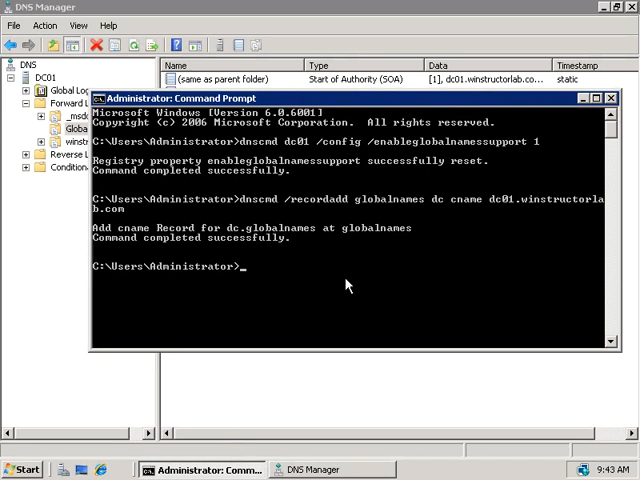 DNS Manager
File Action View Help
DNS
DC01
Global Log
Forward L
_msdc
Globa
winstr
Reverse L
Condition
Name Type Data Timestamp
(same as parent folder) Start of Authority (SOA) [1], dc01.winstructorlab.co... static
Administrator: Command Prompt
Microsoft Windows [Version 6.0.6001]
Copyright (c) 2006 Microsoft Corporation. All rights reserved.
C:\Users\Administrator>dnscmd dc01 /config /enableglobalnamessupport 1
Registry property enableglobalnamessupport successfully reset.
Command completed successfully.
C:\Users\Administrator>dnscmd /recordadd globalnames dc cname dc01.winstructorla
b.com
Add cname Record for dc.globalnames at globalnames
Command completed successfully.
C:\Users\Administrator>_
Start Administrator: Comm... DNS Manager 9:43 AM